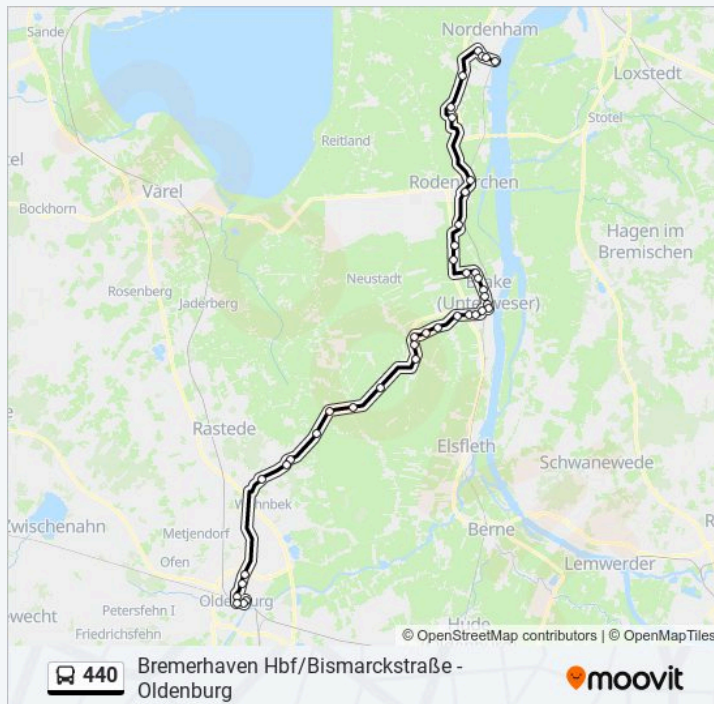 Sande
Nordenham
Loxstedt
Stotel
Reitland
Varel
Rodenkirchen
Bockhorn
Hagen im
Bremischen
Neustadt
Brake
(Unterweser)
Rosenberg
Jaderberg
Rastede
Elsfleth
Schwanewede
Wahnbek
Zwischenahn
Metjendorf
Berne
Ofen
Lemwerder
Petersfehn I
Oldenburg
ewecht
Friedrichsfehn
Hude
© OpenStreetMap contributors | © OpenMapTiles
440
Bremerhaven Hbf/Bismarckstraße -
Oldenburg
moovit